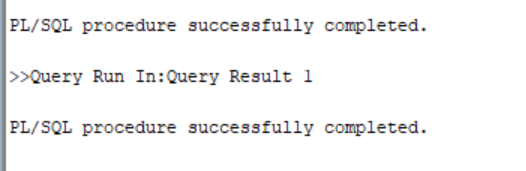 PL/SQL procedure successfully completed.
>>Query Run In:Query Result 1
PL/SQL procedure successfully completed.